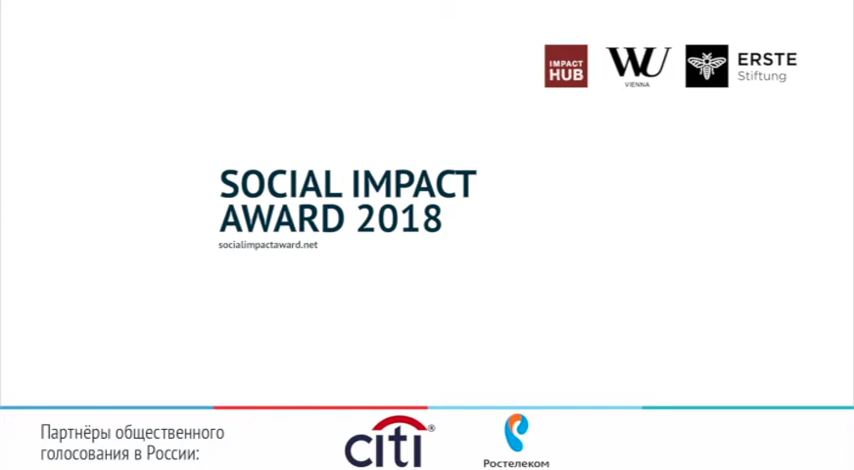 IMPACT
HUB
WU
VIENNA
ERSTE
Stiftung
SOCIAL IMPACT
AWARD 2018
socialimpactaward.net
Партнёры общественного
голосования в России:
citi®
Ростелеком